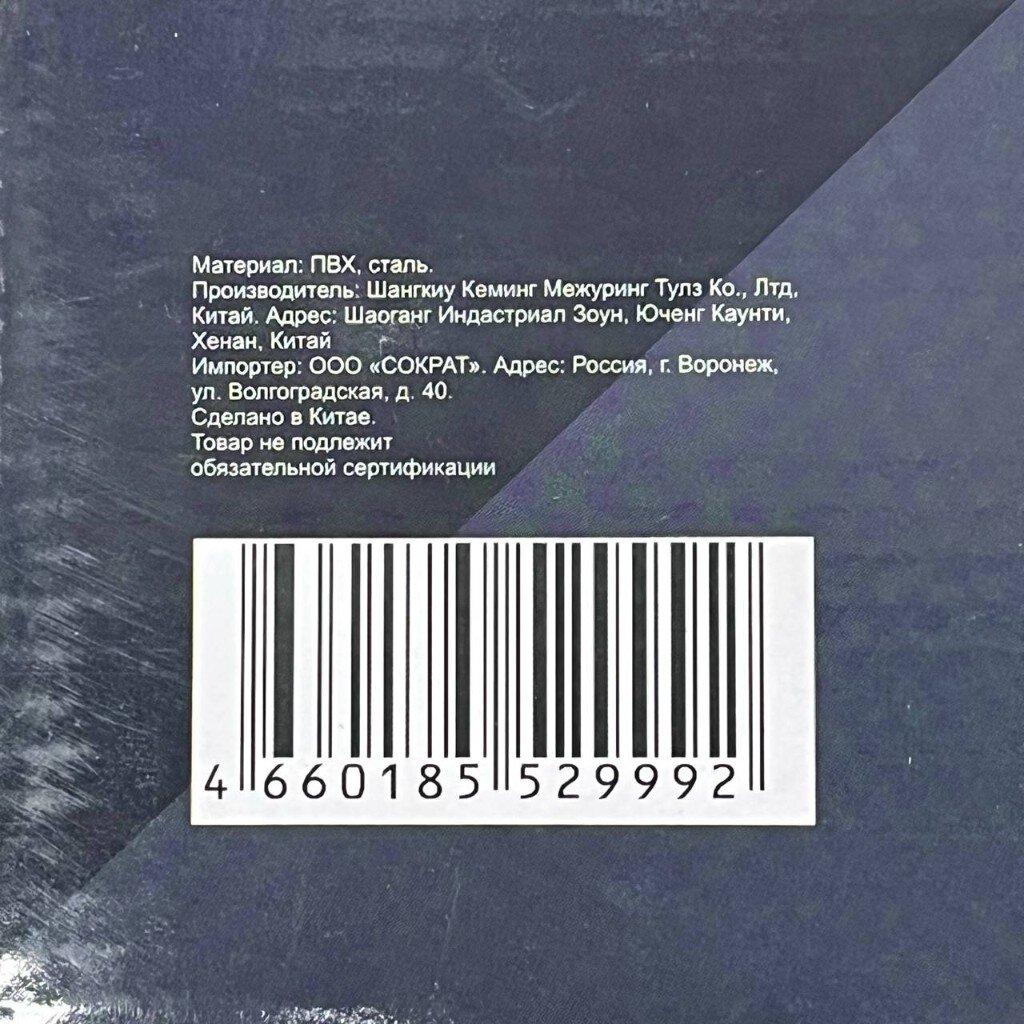 Материал: ПВХ, сталь.
Производитель: Шангкиу Кеминг Межуринг Тулз Ко., Лтд,
Китай. Адрес: Шаоганг Индастриал Зоун, Юченг Каунти,
Хенан, Китай
Импортер: ООО «СОКРАТ». Адрес: Россия, г. Воронеж,
ул. Волгоградская, д. 40.
Сделано в Китае.
Товар не подлежит
обязательной сертификации
4 660185 529992